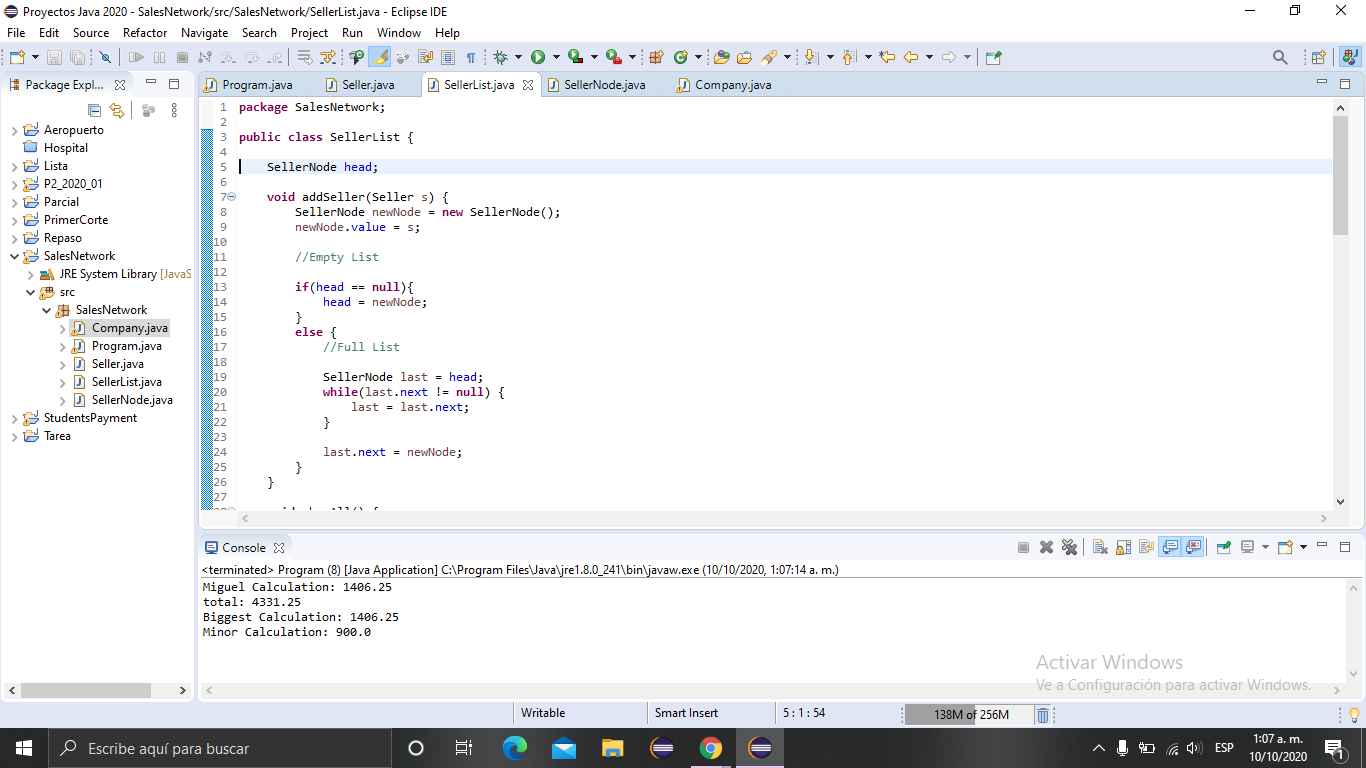 Proyectos Java 2020 - SalesNetwork/src/SalesNetwork/SellerList.java - Eclipse IDE
File Edit Source Refactor Navigate Search Project Run Window Help
Package Expl...
Program.java Seller.java SellerList.java SellerNode.java Company.java
Aeropuerto
Hospital
Lista
P2_2020_01
Parcial
PrimerCorte
Repaso
SalesNetwork
JRE System Library [JavaS
src
SalesNetwork
Company.java
Program.java
Seller.java
SellerList.java
SellerNode.java
StudentsPayment
Tarea
1 package SalesNetwork;
2
3 public class SellerList {
4
5 SellerNode head;
6
7 void addSeller(Seller s) {
8 SellerNode newNode = new SellerNode();
9 newNode.value = s;
10
11 //Empty List
12
13 if(head == null){
14 head = newNode;
15 }
16 else {
17 //Full List
18
19 SellerNode last = head;
20 while(last.next != null) {
21 last = last.next;
22 }
23
24 last.next = newNode;
25 }
26 }
27
Console
<terminated> Program (8) [Java Application] C:\Program Files\Java\jre1.8.0_241\bin\javaw.exe (10/10/2020, 1:07:14 a. m.)
Miguel Calculation: 1406.25
total: 4331.25
Biggest Calculation: 1406.25
Minor Calculation: 900.0
Activar Windows
Ve a Configuración para activar Windows.
Writable Smart Insert 5 : 1 : 54 138M of 256M
Escribe aquí para buscar
ESP
1:07 a. m.
10/10/2020
1